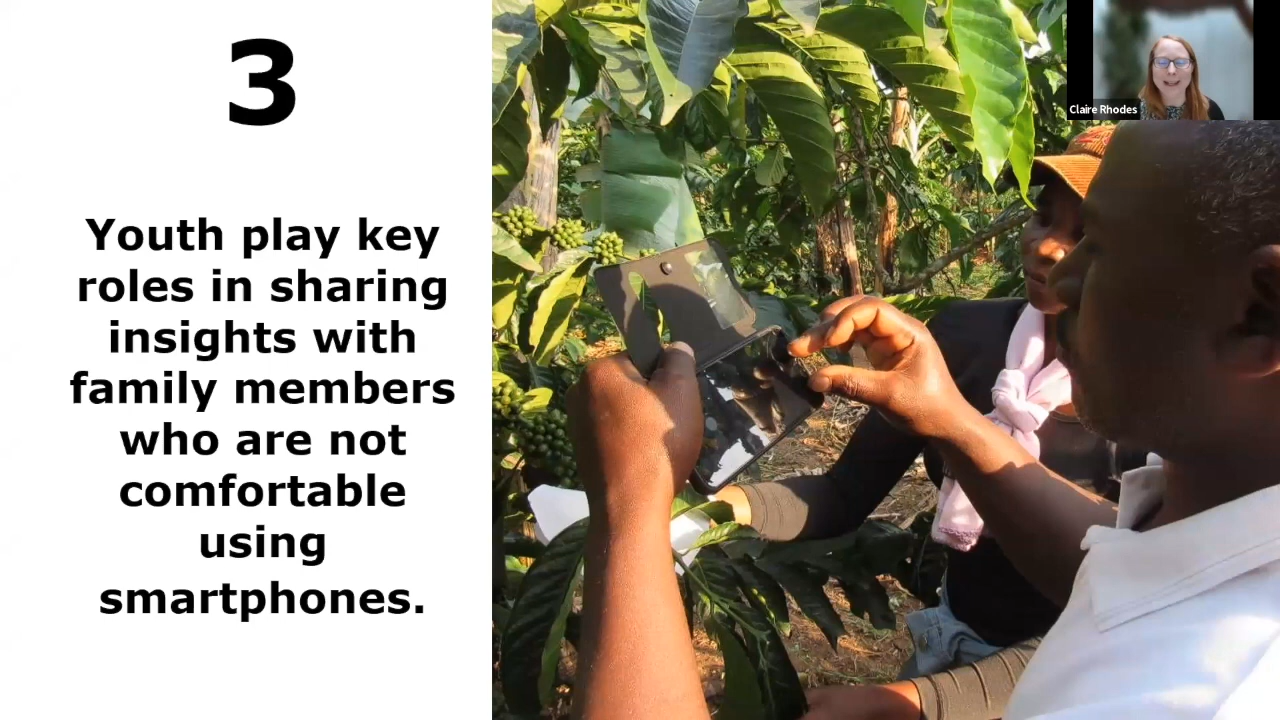 3
Youth play key
roles in sharing
insights with
family members
who are not
comfortable
using
smartphones.
Claire Rhodes